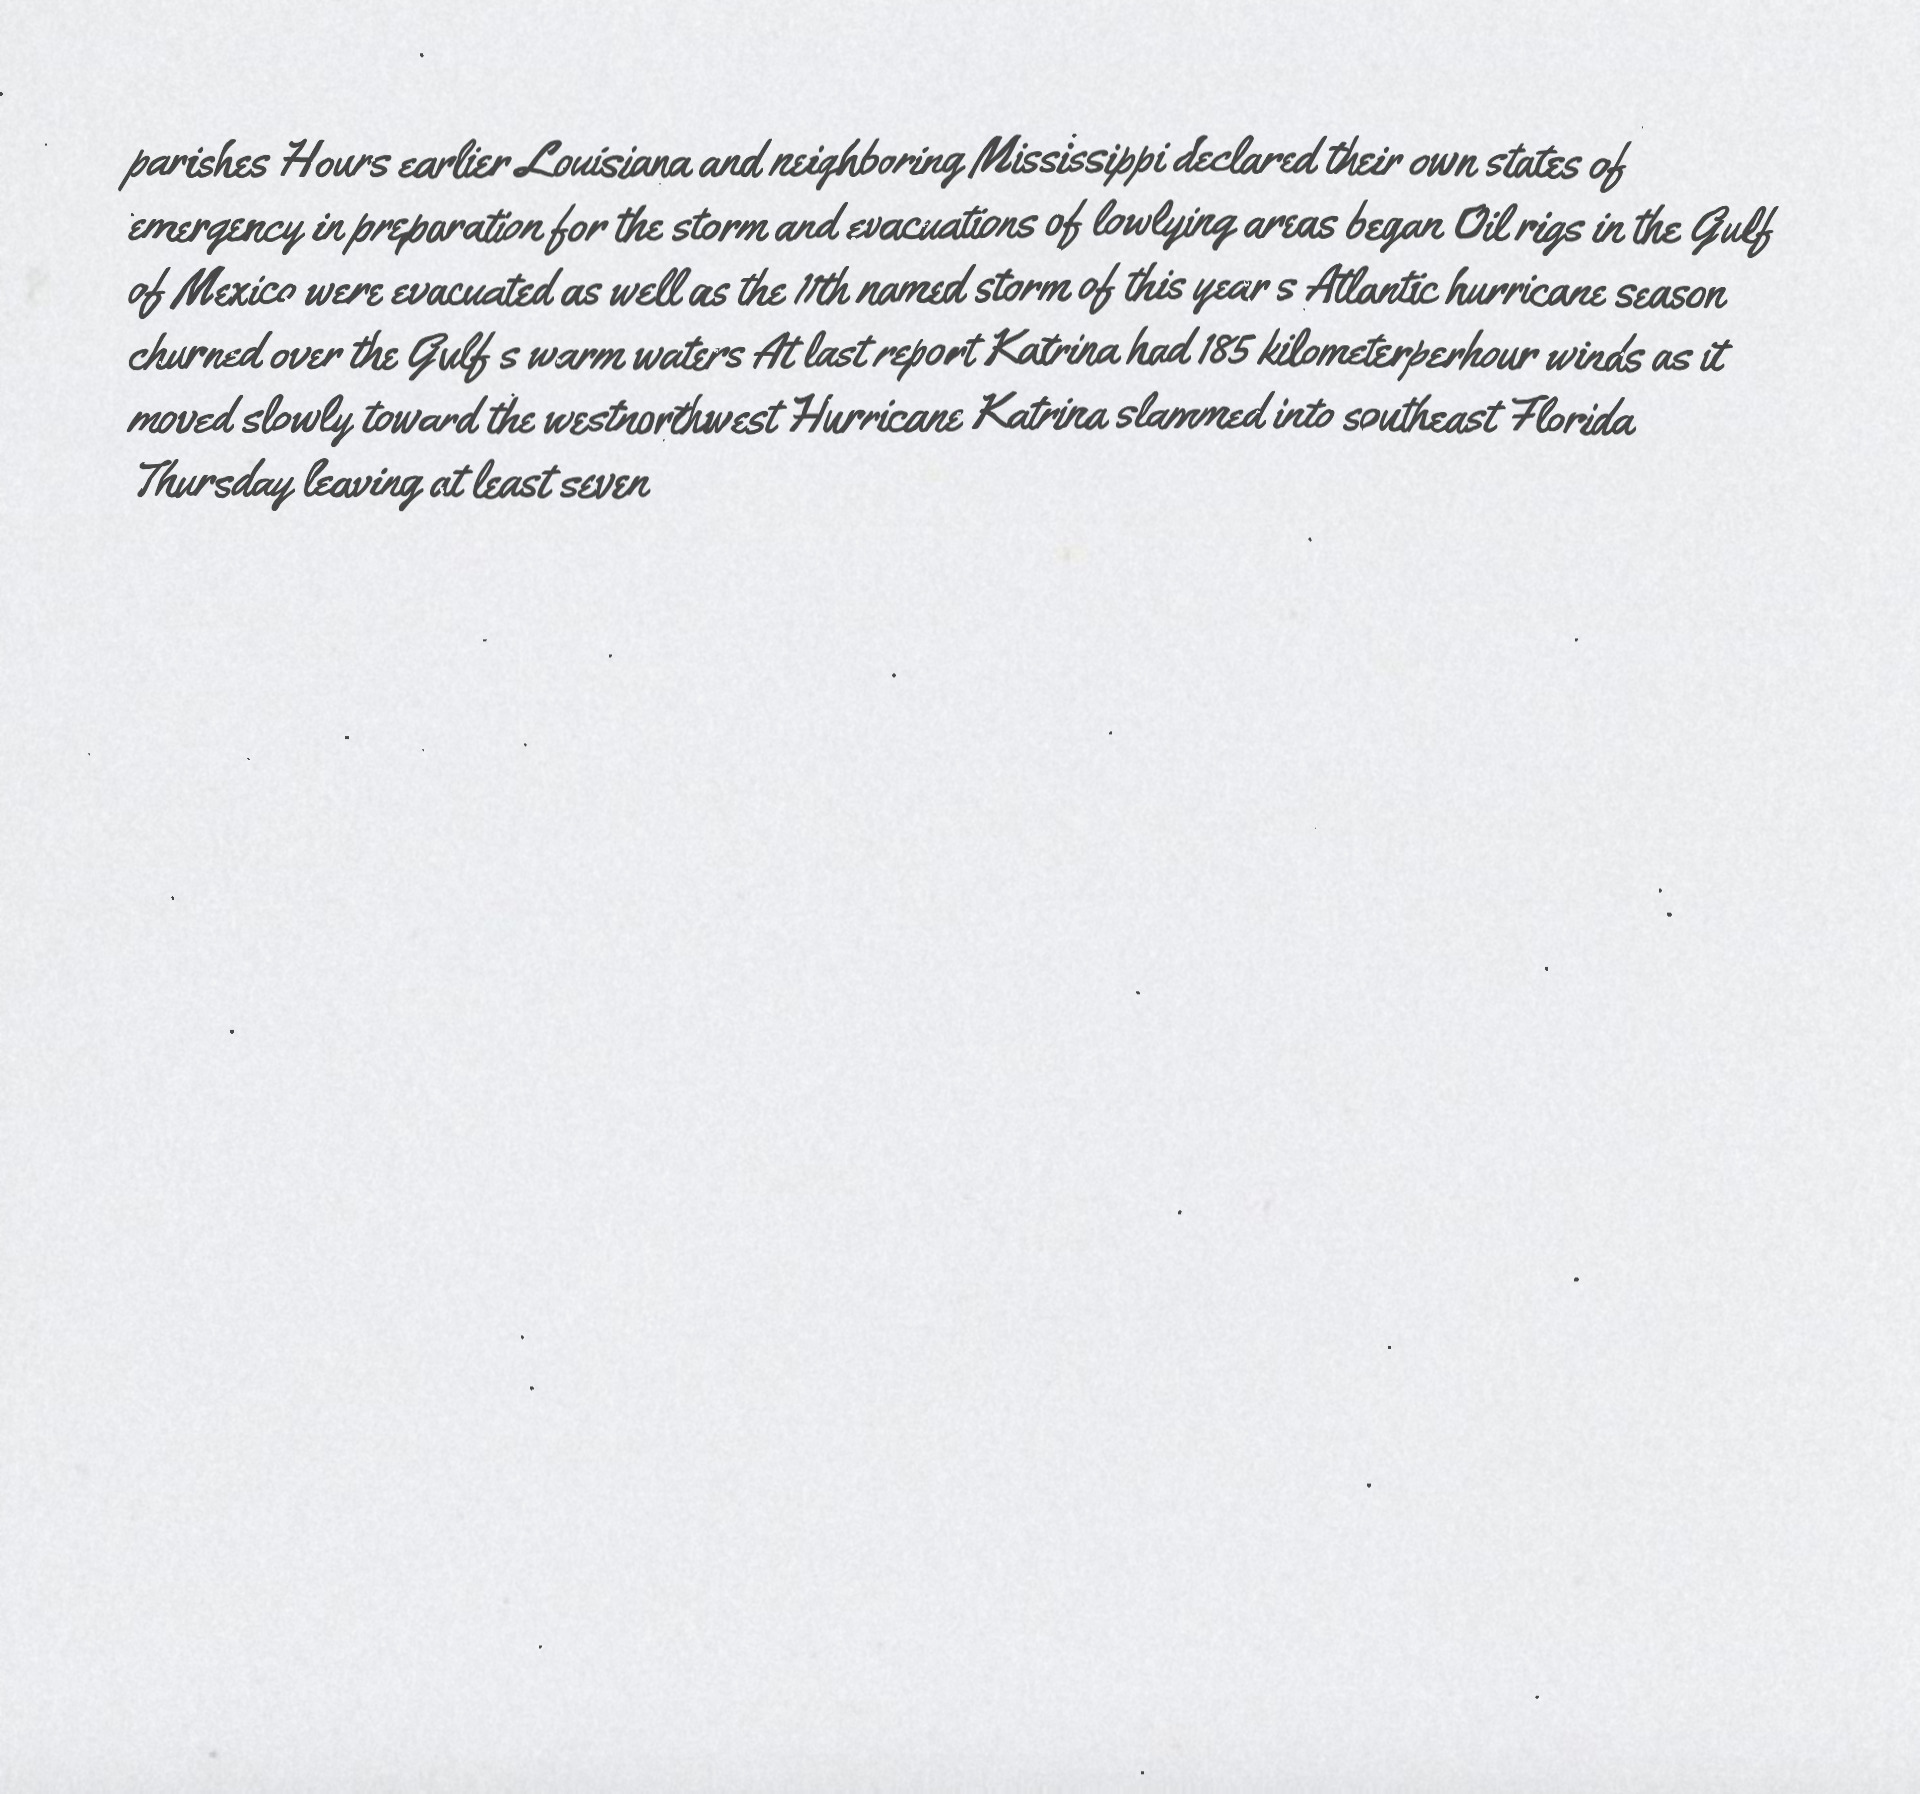 parishes Hours earlier Louisiana and neighboring Mississippi declared their own states of
emergency in preparation for the storm and evacuations of lowlying areas began Oil rigs in the Gulf
of Mexico were evacuated as well as the 11th named storm of this year s Atlantic hurricane season
churned over the Gulf s warm waters At last report Katrina had 185 kilometerperhour winds as it
moved slowly toward the westnorthwest Hurricane Katrina slammed into southeast Florida
Thursday leaving at least seven